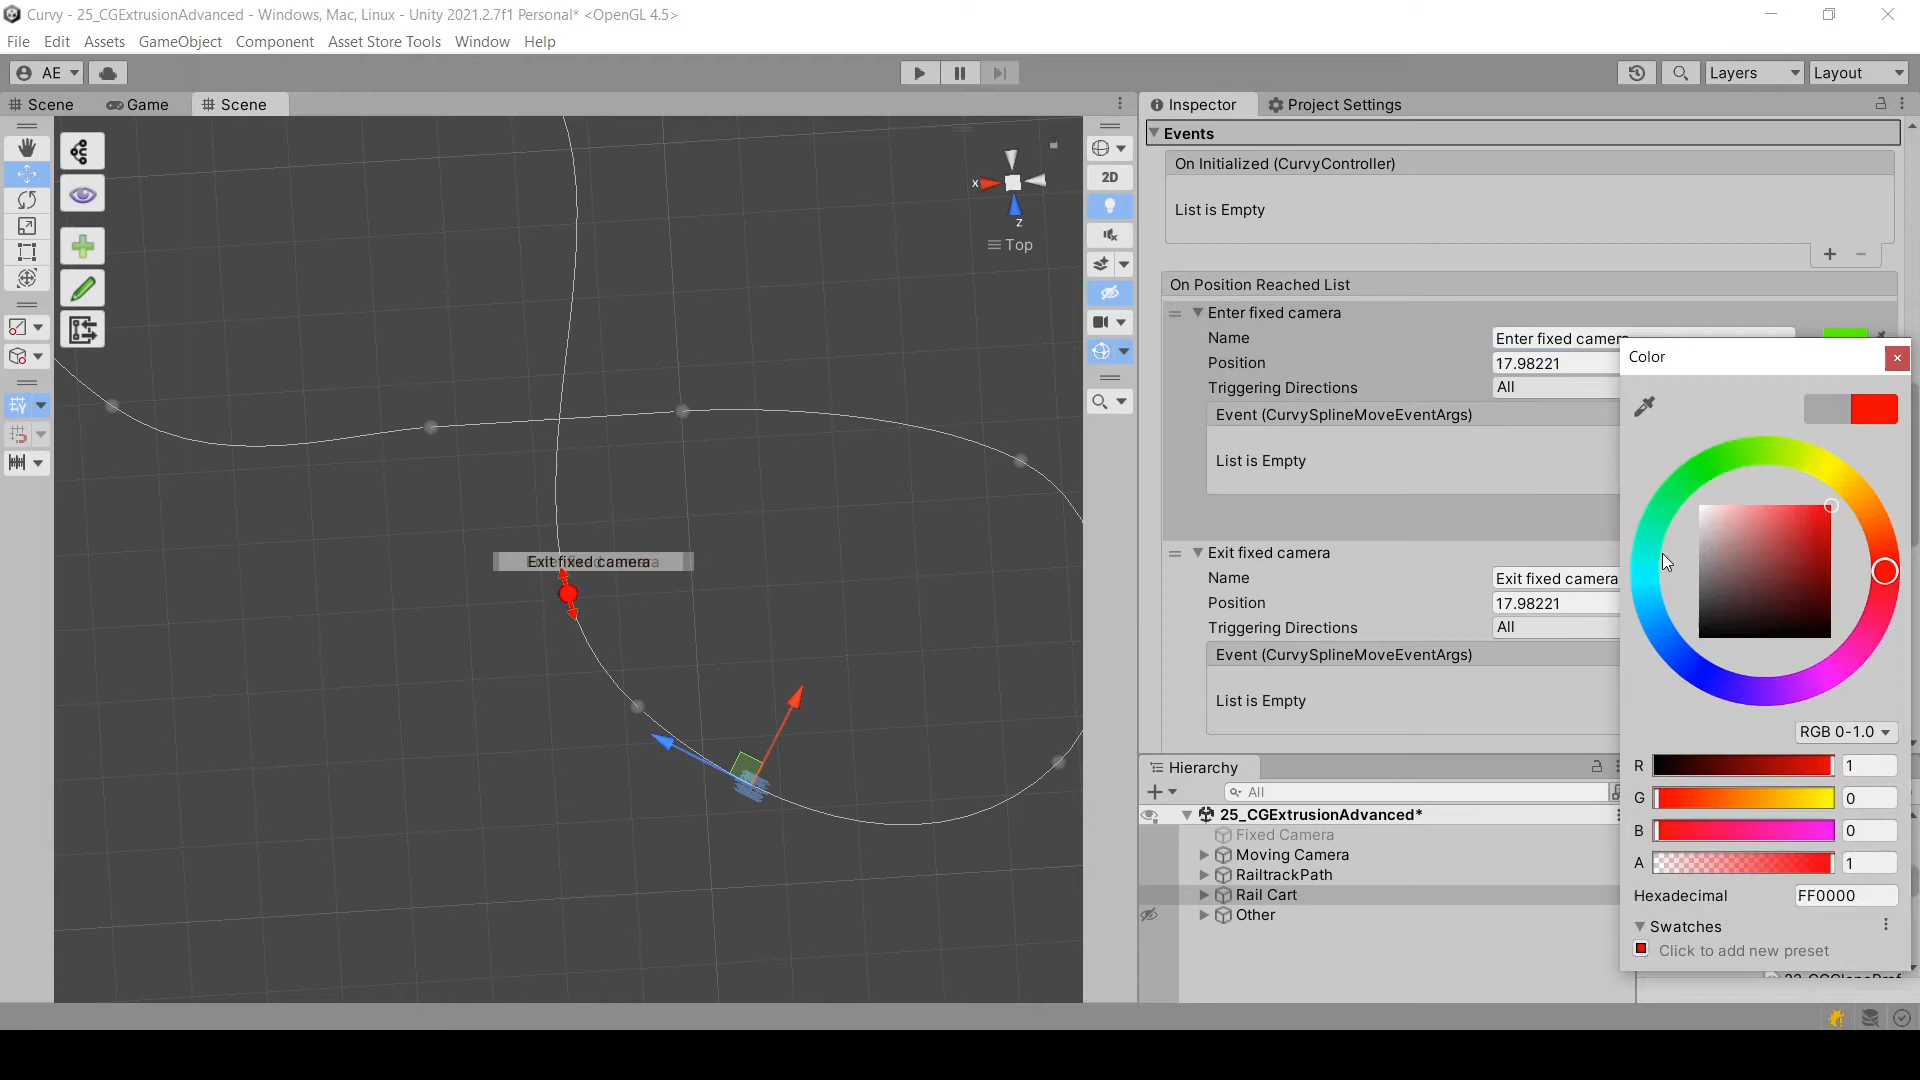 Curvy - 25_CGExtrusionAdvanced - Windows, Mac, Linux - Unity 2021.2.7f1 Personal* <OpenGL 4.5>
File Edit Assets GameObject Component Asset Store Tools Window Help
AE Layers Layout
Scene Game Scene Inspector Project Settings
Events
On Initialized (CurvyController)
List is Empty
2D
x
z
Top
On Position Reached List
Enter fixed camera
Name Enter fixed camera
Position 17.98221
Triggering Directions All
Event (CurvySplineMoveEventArgs)
List is Empty
Exit fixed camera
Exit fixed camera
Name Exit fixed camera
Position 17.98221
Triggering Directions All
Event (CurvySplineMoveEventArgs)
List is Empty
Color
RGB 0-1.0
R 1
G 0
B 0
A 1
Hexadecimal FF0000
Swatches
Click to add new preset
Hierarchy
All
25_CGExtrusionAdvanced*
Fixed Camera
Moving Camera
RailtrackPath
Rail Cart
Other